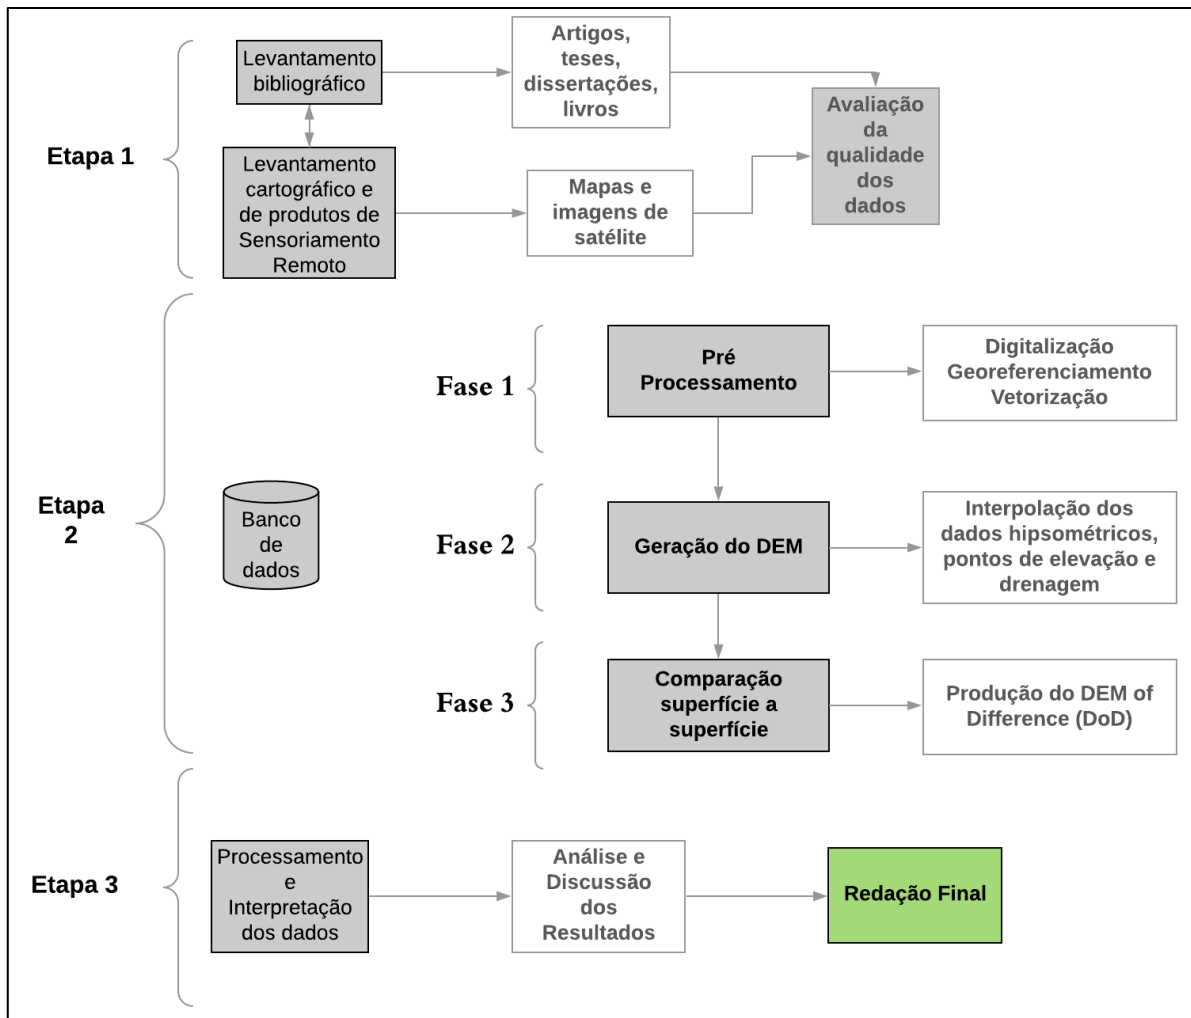 Etapa 1
Levantamento
bibliográfico
Artigos,
teses,
dissertações,
livros
Levantamento
cartográfico e
de produtos de
Sensoriamento
Remoto
Mapas e
imagens de
satélite
Avaliação
da
qualidade
dos
dados
Etapa
2
Banco
de
dados
Fase 1
Pré
Processamento
Digitalização
Georeferenciamento
Vetorização
Fase 2
Geração do DEM
Interpolação dos
dados hipsométricos,
pontos de elevação e
drenagem
Fase 3
Comparação
superfície a
superfície
Produção do DEM of
Difference (DoD)
Etapa 3
Processamento
e
Interpretação
dos dados
Análise e
Discussão
dos
Resultados
Redação Final